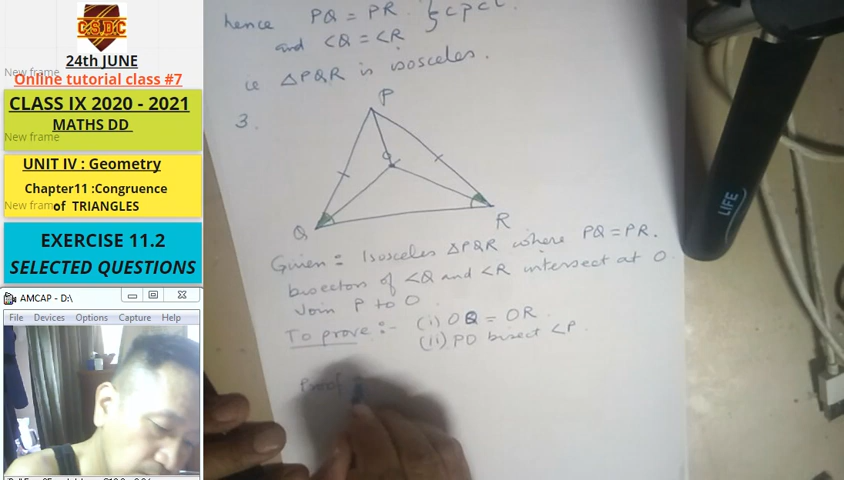 CSDC
24th JUNE
New frame
Online tutorial class #7
CLASS IX 2020 - 2021
MATHS DD
New frame
UNIT IV : Geometry
Chapter11 :Congruence
New fram of TRIANGLES
EXERCISE 11.2
SELECTED QUESTIONS
AMCAP - D:\
File Devices Options Capture Help
hence PQ = PR. } c p c t.
and <Q = <R
ie △PQR is isosceles.
3.
P
O
Q
R
Given = Isosceles △PQR where PQ = PR.
bisectors of <Q and <R intersect at O.
Join P to O
To prove :- (i) OQ = OR.
(ii) PO bisect <P.
Proof
LIFE